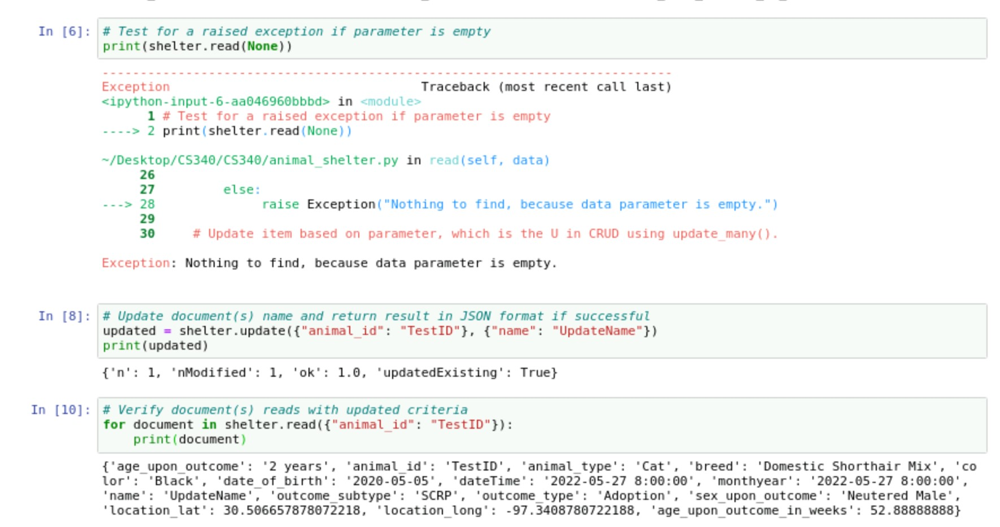 In [6]: # Test for a raised exception if parameter is empty
print(shelter.read(None))
---------------------------------------------------------------------------
Exception                                 Traceback (most recent call last)
<ipython-input-6-aa046960bbbd> in <module>
      1 # Test for a raised exception if parameter is empty
----> 2 print(shelter.read(None))
~/Desktop/CS340/CS340/animal_shelter.py in read(self, data)
     26
     27         else:
---> 28              raise Exception("Nothing to find, because data parameter is empty.")
     29
     30     # Update item based on parameter, which is the U in CRUD using update_many().
Exception: Nothing to find, because data parameter is empty.
In [8]: # Update document(s) name and return result in JSON format if successful
updated = shelter.update({"animal_id": "TestID"}, {"name": "UpdateName"})
print(updated)
{'n': 1, 'nModified': 1, 'ok': 1.0, 'updatedExisting': True}
In [10]: # Verify document(s) reads with updated criteria
for document in shelter.read({"animal_id": "TestID"}):
    print(document)
{'age_upon_outcome': '2 years', 'animal_id': 'TestID', 'animal_type': 'Cat', 'breed': 'Domestic Shorthair Mix', 'co
lor': 'Black', 'date_of_birth': '2020-05-05', 'dateTime': '2022-05-27 8:00:00', 'monthyear': '2022-05-27 8:00:00',
'name': 'UpdateName', 'outcome_subtype': 'SCRP', 'outcome_type': 'Adoption', 'sex_upon_outcome': 'Neutered Male',
'location_lat': 30.506657878072218, 'location_long': -97.3408780722188, 'age_upon_outcome_in_weeks': 52.88888888}